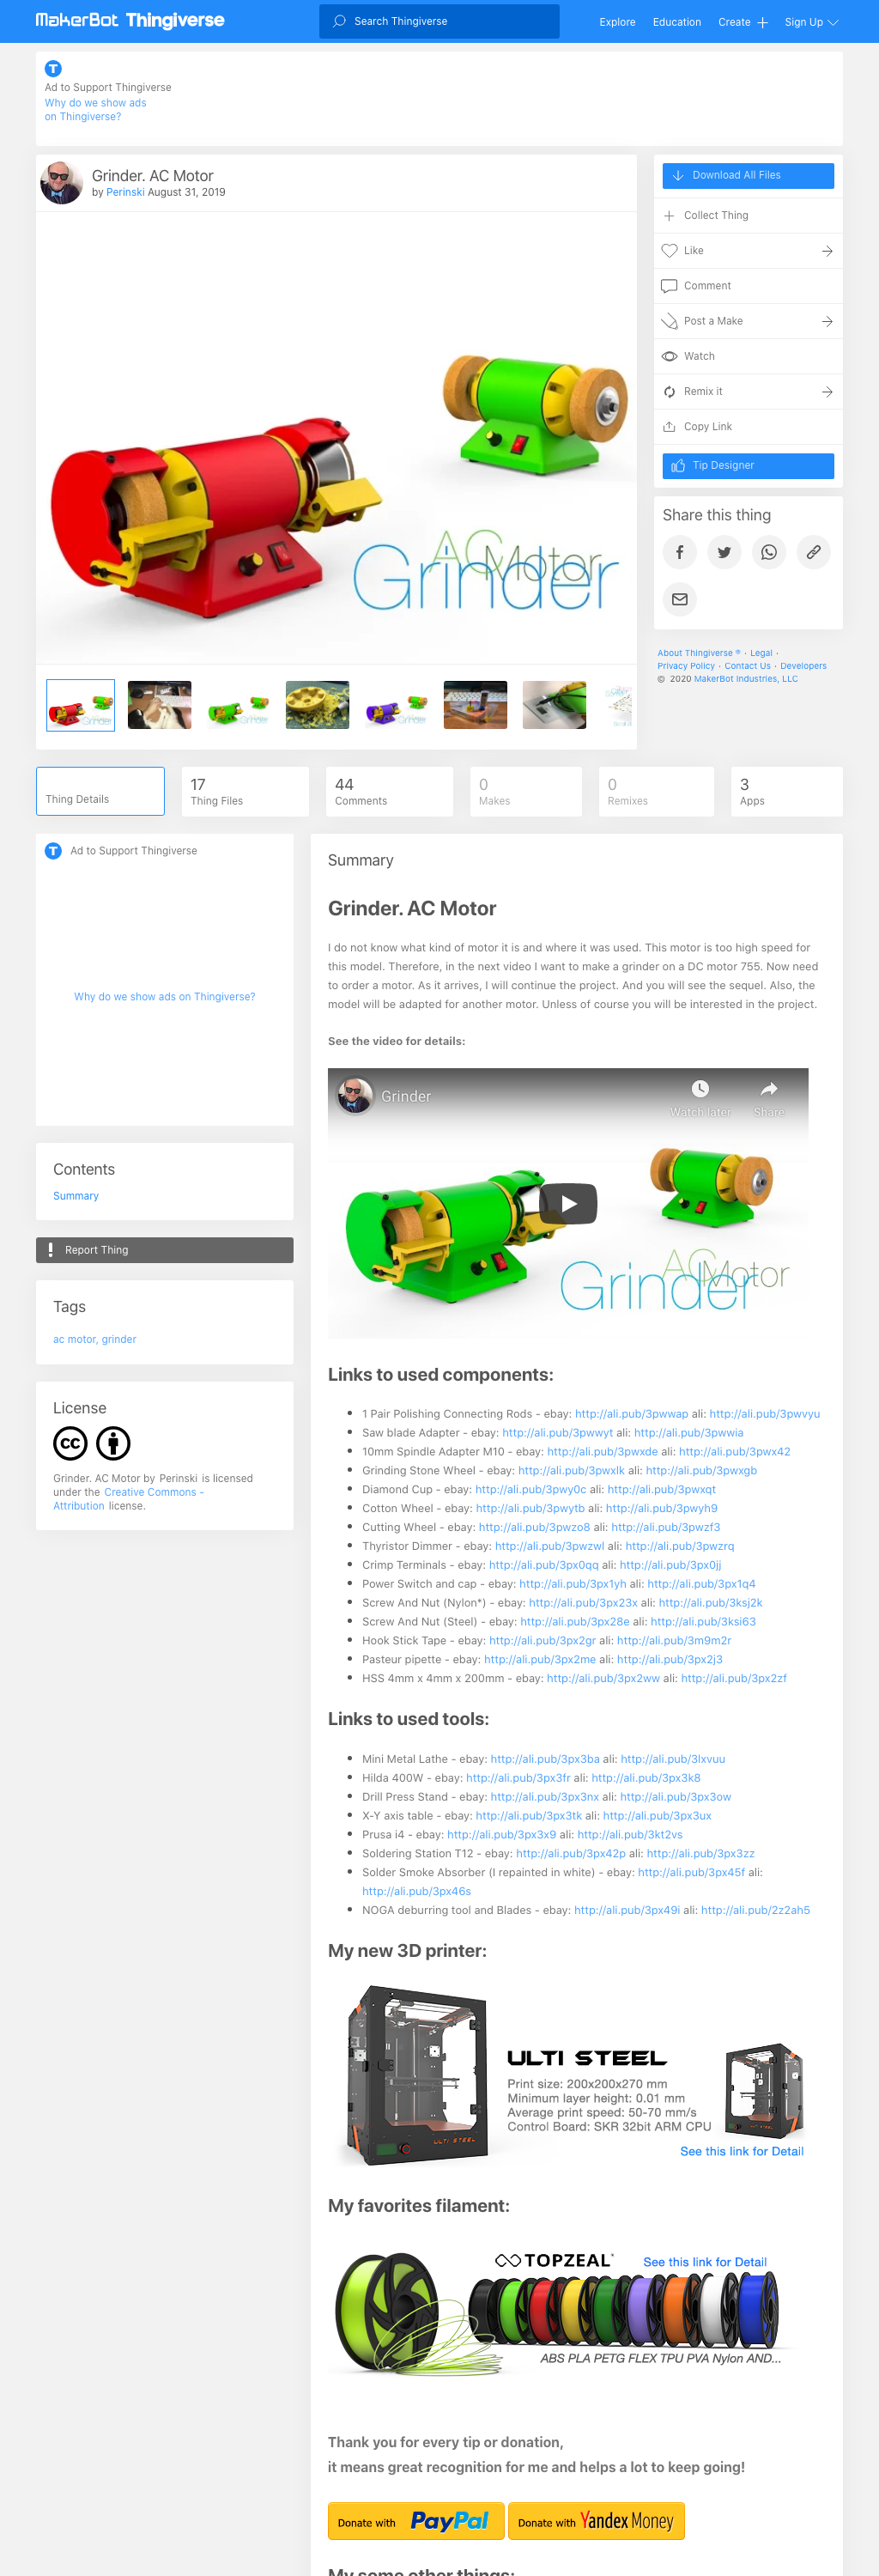 MakerBot Thingiverse
Search Thingiverse
Explore Education Create Sign Up
Ad to Support Thingiverse
Why do we show ads
on Thingiverse?
Grinder. AC Motor
by Perinski August 31, 2019
AC Motor
Grinder
Download All Files
Collect Thing
Like
Comment
Post a Make
Watch
Remix it
Copy Link
Tip Designer
Share this thing
About Thingiverse ® · Legal ·
Privacy Policy · Contact Us · Developers
© 2020 MakerBot Industries, LLC
Thing Details
17
Thing Files
44
Comments
0
Makes
0
Remixes
3
Apps
Ad to Support Thingiverse
Why do we show ads on Thingiverse?
Contents
Summary
Report Thing
Tags
ac motor, grinder
License
Grinder. AC Motor by Perinski is licensed
under the Creative Commons -
Attribution license.
Summary
Grinder. AC Motor
I do not know what kind of motor it is and where it was used. This motor is too high speed for
this model. Therefore, in the next video I want to make a grinder on a DC motor 755. Now need
to order a motor. As it arrives, I will continue the project. And you will see the sequel. Also, the
model will be adapted for another motor. Unless of course you will be interested in the project.
See the video for details:
Grinder
Watch later Share
AC Motor
Grinder
Links to used components:
1 Pair Polishing Connecting Rods - ebay: http://ali.pub/3pwwap ali: http://ali.pub/3pwvyu
Saw blade Adapter - ebay: http://ali.pub/3pwwyt ali: http://ali.pub/3pwwia
10mm Spindle Adapter M10 - ebay: http://ali.pub/3pwxde ali: http://ali.pub/3pwx42
Grinding Stone Wheel - ebay: http://ali.pub/3pwxlk ali: http://ali.pub/3pwxgb
Diamond Cup - ebay: http://ali.pub/3pwy0c ali: http://ali.pub/3pwxqt
Cotton Wheel - ebay: http://ali.pub/3pwytb ali: http://ali.pub/3pwyh9
Cutting Wheel - ebay: http://ali.pub/3pwzo8 ali: http://ali.pub/3pwzf3
Thyristor Dimmer - ebay: http://ali.pub/3pwzwl ali: http://ali.pub/3pwzrq
Crimp Terminals - ebay: http://ali.pub/3px0qq ali: http://ali.pub/3px0jj
Power Switch and cap - ebay: http://ali.pub/3px1yh ali: http://ali.pub/3px1q4
Screw And Nut (Nylon*) - ebay: http://ali.pub/3px23x ali: http://ali.pub/3ksj2k
Screw And Nut (Steel) - ebay: http://ali.pub/3px28e ali: http://ali.pub/3ksi63
Hook Stick Tape - ebay: http://ali.pub/3px2gr ali: http://ali.pub/3m9m2r
Pasteur pipette - ebay: http://ali.pub/3px2me ali: http://ali.pub/3px2j3
HSS 4mm x 4mm x 200mm - ebay: http://ali.pub/3px2ww ali: http://ali.pub/3px2zf
Links to used tools:
Mini Metal Lathe - ebay: http://ali.pub/3px3ba ali: http://ali.pub/3lxvuu
Hilda 400W - ebay: http://ali.pub/3px3fr ali: http://ali.pub/3px3k8
Drill Press Stand - ebay: http://ali.pub/3px3nx ali: http://ali.pub/3px3ow
X-Y axis table - ebay: http://ali.pub/3px3tk ali: http://ali.pub/3px3ux
Prusa i4 - ebay: http://ali.pub/3px3x9 ali: http://ali.pub/3kt2vs
Soldering Station T12 - ebay: http://ali.pub/3px42p ali: http://ali.pub/3px3zz
Solder Smoke Absorber (I repainted in white) - ebay: http://ali.pub/3px45f ali:
http://ali.pub/3px46s
NOGA deburring tool and Blades - ebay: http://ali.pub/3px49i ali: http://ali.pub/2z2ah5
My new 3D printer:
ULTI STEEL
ULTI STEEL
Print size: 200x200x270 mm
Minimum layer height: 0.01 mm
Average print speed: 50-70 mm/s
Control Board: SKR 32bit ARM CPU
See this link for Detail
My favorites filament:
TOPZEAL
See this link for Detail
ABS PLA PETG FLEX TPU PVA Nylon AND...
Thank you for every tip or donation,
it means great recognition for me and helps a lot to keep going!
Donate with PayPal Donate with Yandex Money
My some other things: